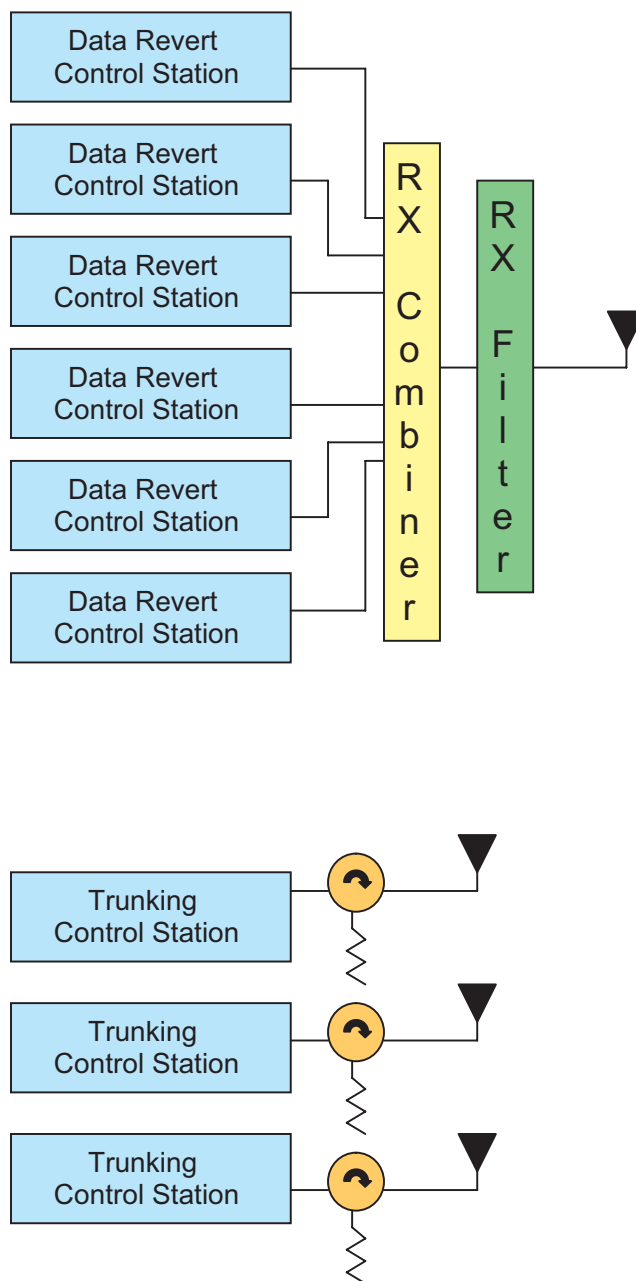 Data Revert
Control Station
Data Revert
Control Station
Data Revert
Control Station
Data Revert
Control Station
Data Revert
Control Station
Data Revert
Control Station
RX Combiner
RX Filter
Trunking
Control Station
Trunking
Control Station
Trunking
Control Station